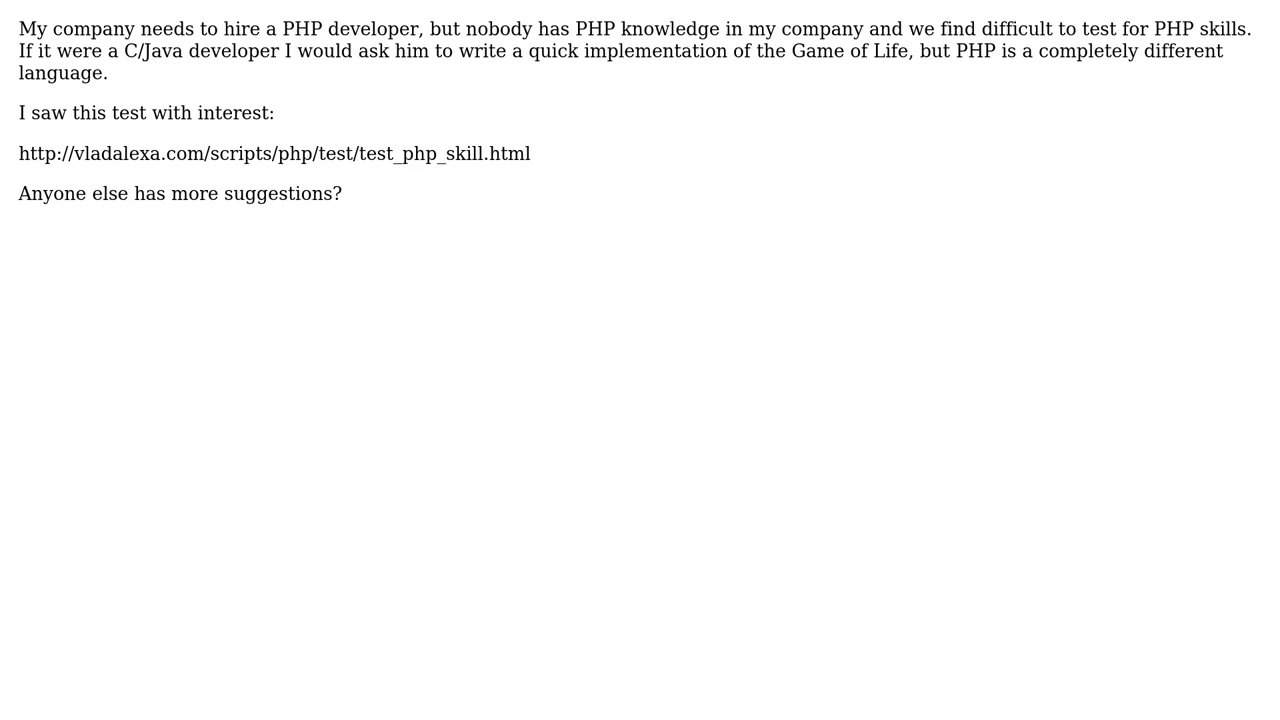 My company needs to hire a PHP developer, but nobody has PHP knowledge in my company and we find difficult to test for PHP skills.
If it were a C/Java developer I would ask him to write a quick implementation of the Game of Life, but PHP is a completely different
language.
I saw this test with interest:
http://vladalexa.com/scripts/php/test/test_php_skill.html
Anyone else has more suggestions?